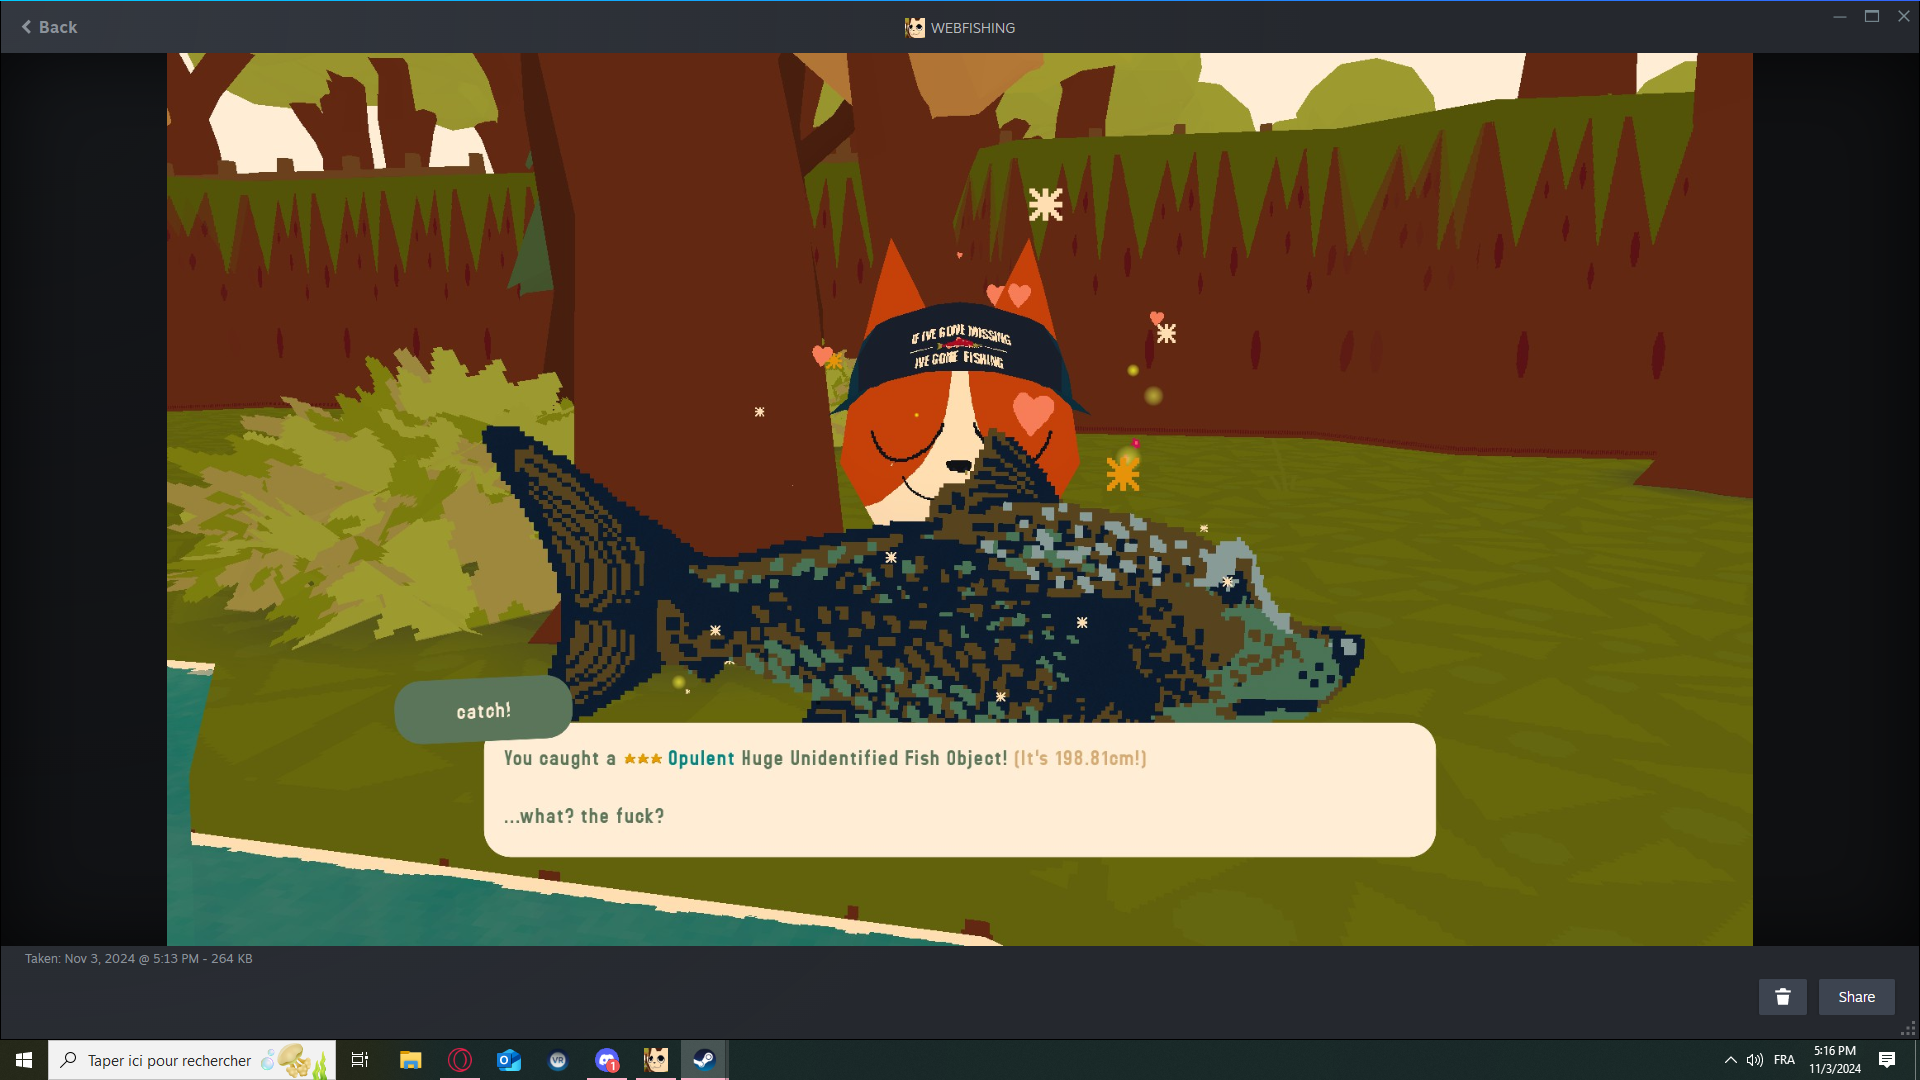 Back
WEBFISHING
IF I'VE GONE MISSING
I'VE GONE FISHING
catch!
You caught a ★★★ Opulent Huge Unidentified Fish Object! (It's 198.81cm!)
...what? the fuck?
Taken: Nov 3, 2024 @ 5:13 PM - 264 KB
Share
Taper ici pour rechercher
VR
1
FRA
5:16 PM
11/3/2024